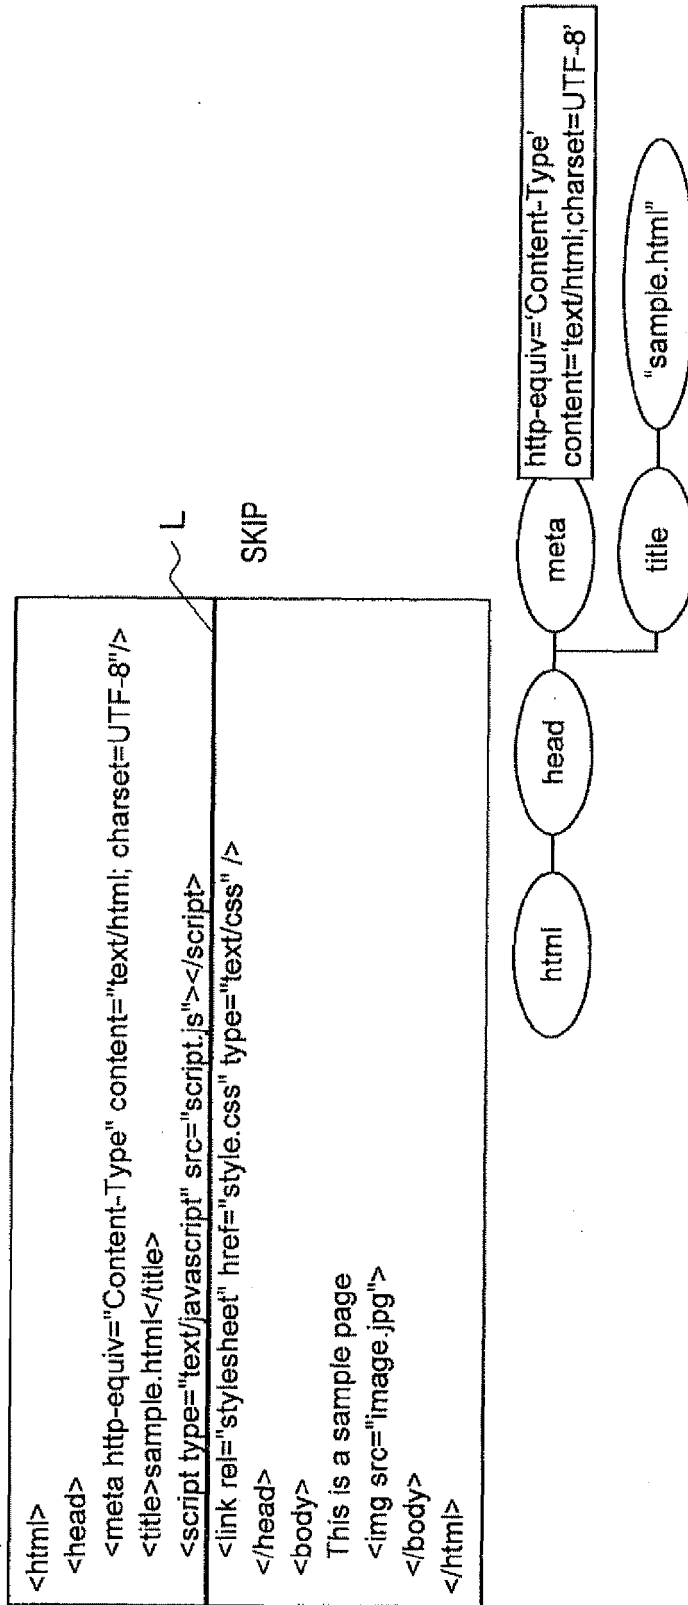 <html>
<head>
<meta http-equiv="Content-Type" content="text/html; charset=UTF-8"/>
<title>sample.html</title>
<script type="text/javascript" src="script.js"></script>
<link rel="stylesheet" href="style.css" type="text/css" />
</head>
<body>
This is a sample page
<img src="image.jpg">
</body>
</html>
L
SKIP
html
head
meta
http-equiv='Content-Type'
content='text/html;charset=UTF-8'
title
"sample.html"